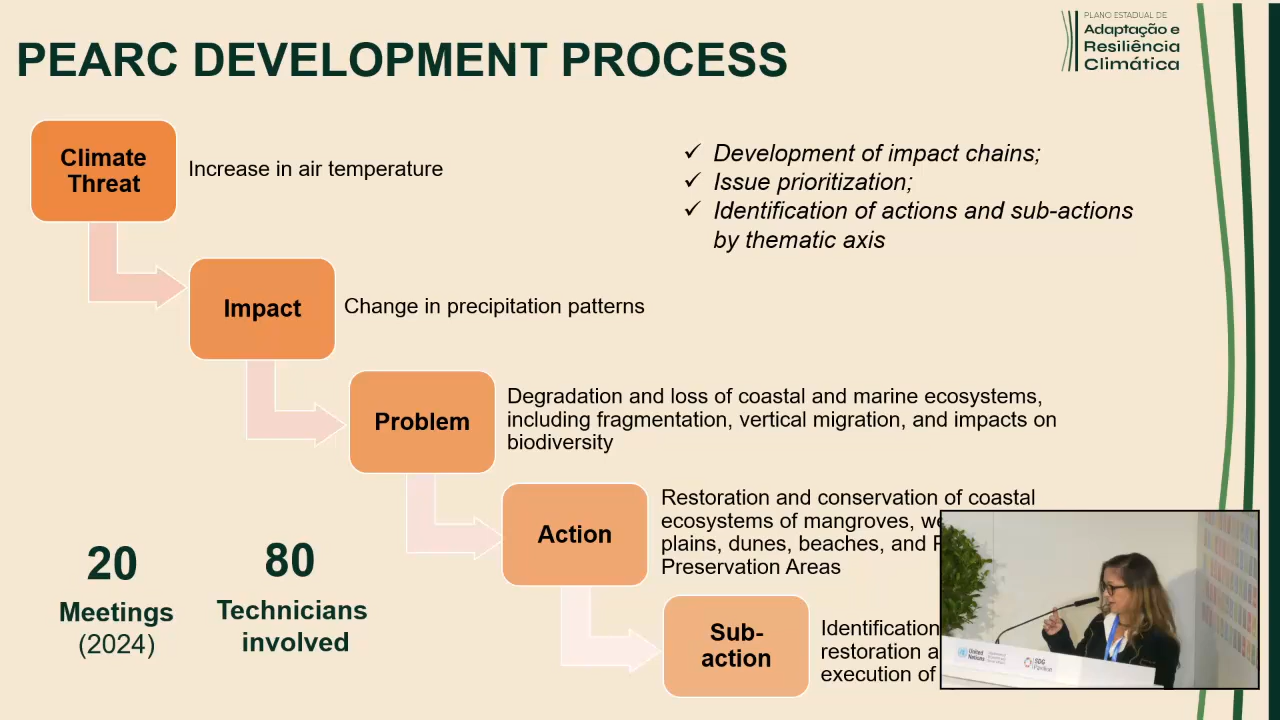 PEARC DEVELOPMENT PROCESS
PLANO ESTADUAL DE
Adaptação e
Resiliência
Climática
Climate
Threat
Increase in air temperature
✓ Development of impact chains;
✓ Issue prioritization;
✓ Identification of actions and sub-actions
by thematic axis
Impact
Change in precipitation patterns
Problem
Degradation and loss of coastal and marine ecosystems,
including fragmentation, vertical migration, and impacts on
biodiversity
Action
Restoration and conservation of coastal
ecosystems of mangroves,
plains, dunes, beaches, and
Preservation Areas
20
Meetings
(2024)
80
Technicians
involved
Sub-
action
Identification
restoration
execution of
United
Nations
SDG